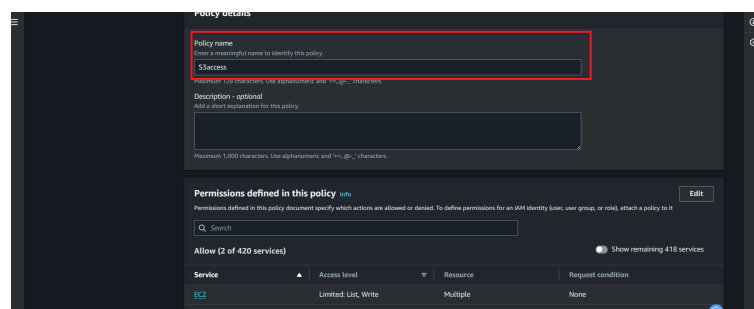 Policy details
Policy name
Enter a meaningful name to identify this policy.
S3access
Maximum 128 characters. Use alphanumeric and '+=,.@-_' characters.
Description - optional
Add a short explanation for this policy.
Maximum 1,000 characters. Use alphanumeric and '+=,.@-_' characters.
Permissions defined in this policy Info
Edit
Permissions defined in this policy document specify which actions are allowed or denied. To define permissions for an IAM identity (user, user group, or role), attach a policy to it
Search
Allow (2 of 420 services)
Show remaining 418 services
Service Access level Resource Request condition
EC2 Limited: List, Write Multiple None